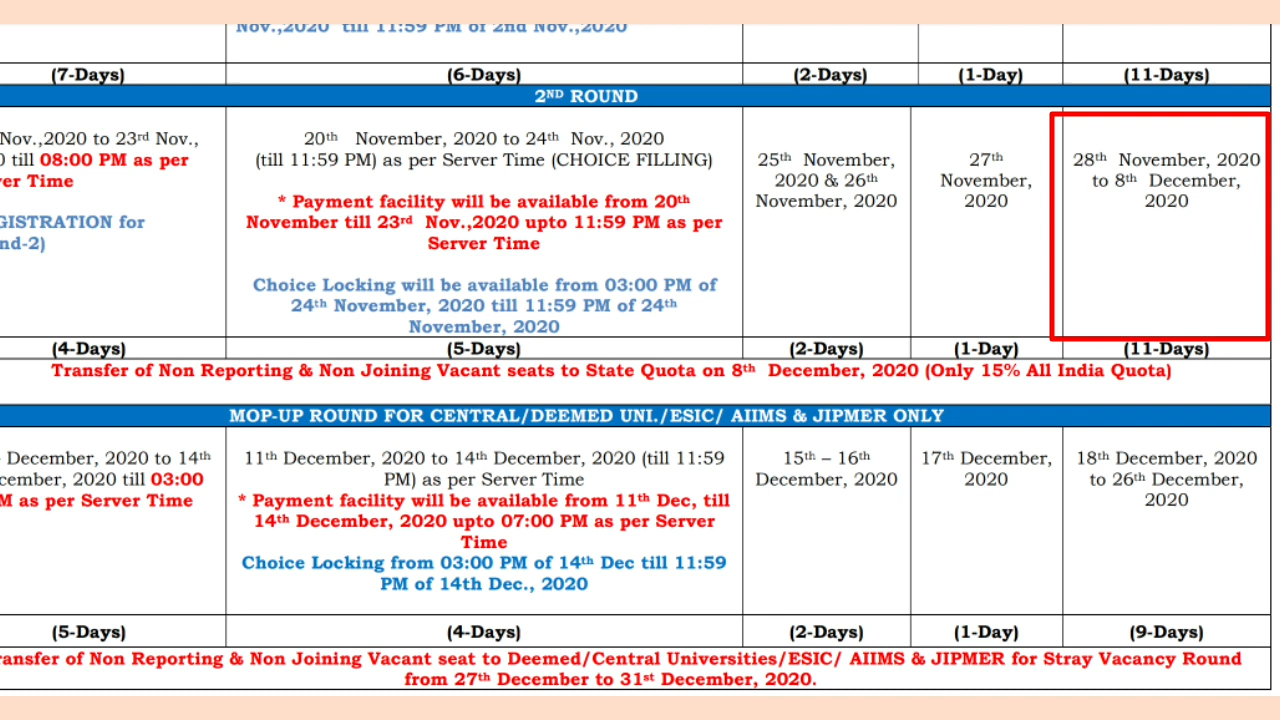 Nov.,2020 till 11:59 PM of 2nd Nov.,2020
(7-Days)
(6-Days)
(2-Days)
(1-Day)
(11-Days)
2ND ROUND
Nov.,2020 to 23rd Nov.,
0 till 08:00 PM as per
ver Time
GISTRATION for
nd-2)
20th November, 2020 to 24th Nov., 2020
(till 11:59 PM) as per Server Time (CHOICE FILLING)
* Payment facility will be available from 20th
November till 23rd Nov.,2020 upto 11:59 PM as per
Server Time
Choice Locking will be available from 03:00 PM of
24th November, 2020 till 11:59 PM of 24th
November, 2020
25th November,
2020 & 26th
November, 2020
27th
November,
2020
28th November, 2020
to 8th December,
2020
(4-Days)
(5-Days)
(2-Days)
(1-Day)
(11-Days)
Transfer of Non Reporting & Non Joining Vacant seats to State Quota on 8th December, 2020 (Only 15% All India Quota)
MOP-UP ROUND FOR CENTRAL/DEEMED UNI./ESIC/ AIIMS & JIPMER ONLY
December, 2020 to 14th
cember, 2020 till 03:00
M as per Server Time
11th December, 2020 to 14th December, 2020 (till 11:59
PM) as per Server Time
* Payment facility will be available from 11th Dec, till
14th December, 2020 upto 07:00 PM as per Server
Time
Choice Locking from 03:00 PM of 14th Dec till 11:59
PM of 14th Dec., 2020
15th – 16th
December, 2020
17th December,
2020
18th December, 2020
to 26th December,
2020
(5-Days)
(4-Days)
(2-Days)
(1-Day)
(9-Days)
ransfer of Non Reporting & Non Joining Vacant seat to Deemed/Central Universities/ESIC/ AIIMS & JIPMER for Stray Vacancy Round
from 27th December to 31st December, 2020.